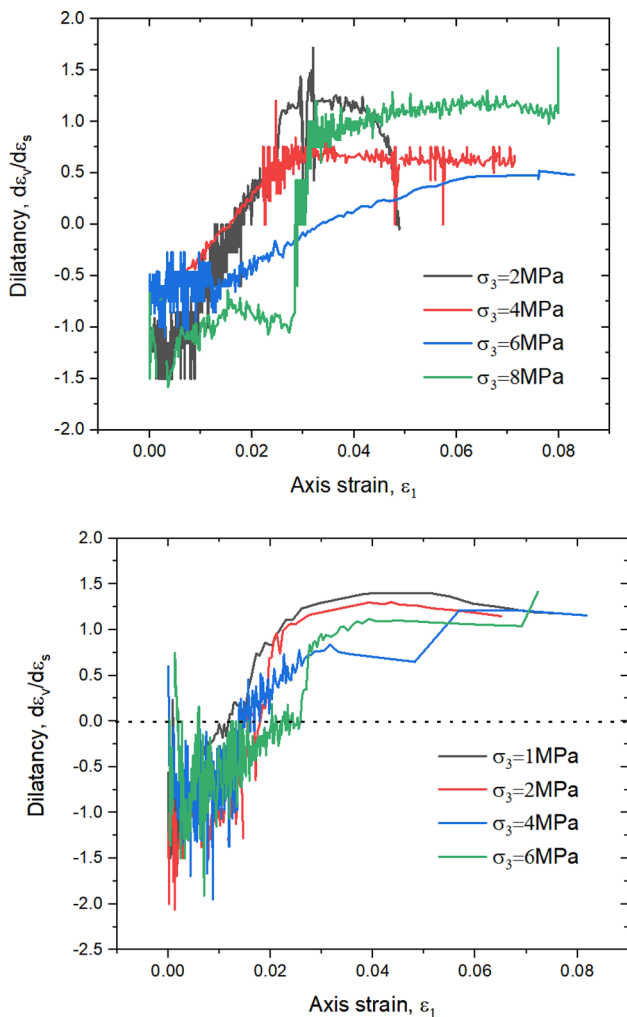 Dilatancy, dεv/dεs
2.0
1.5
1.0
0.5
0.0
-0.5
-1.0
-1.5
-2.0
σ3=2MPa
σ3=4MPa
σ3=6MPa
σ3=8MPa
0.00 0.02 0.04 0.06 0.08
Axis strain, ε1
Dilatancy, dεv/dεs
2.0
1.5
1.0
0.5
0.0
-0.5
-1.0
-1.5
-2.0
-2.5
σ3=1MPa
σ3=2MPa
σ3=4MPa
σ3=6MPa
0.00 0.02 0.04 0.06 0.08
Axis strain, ε1